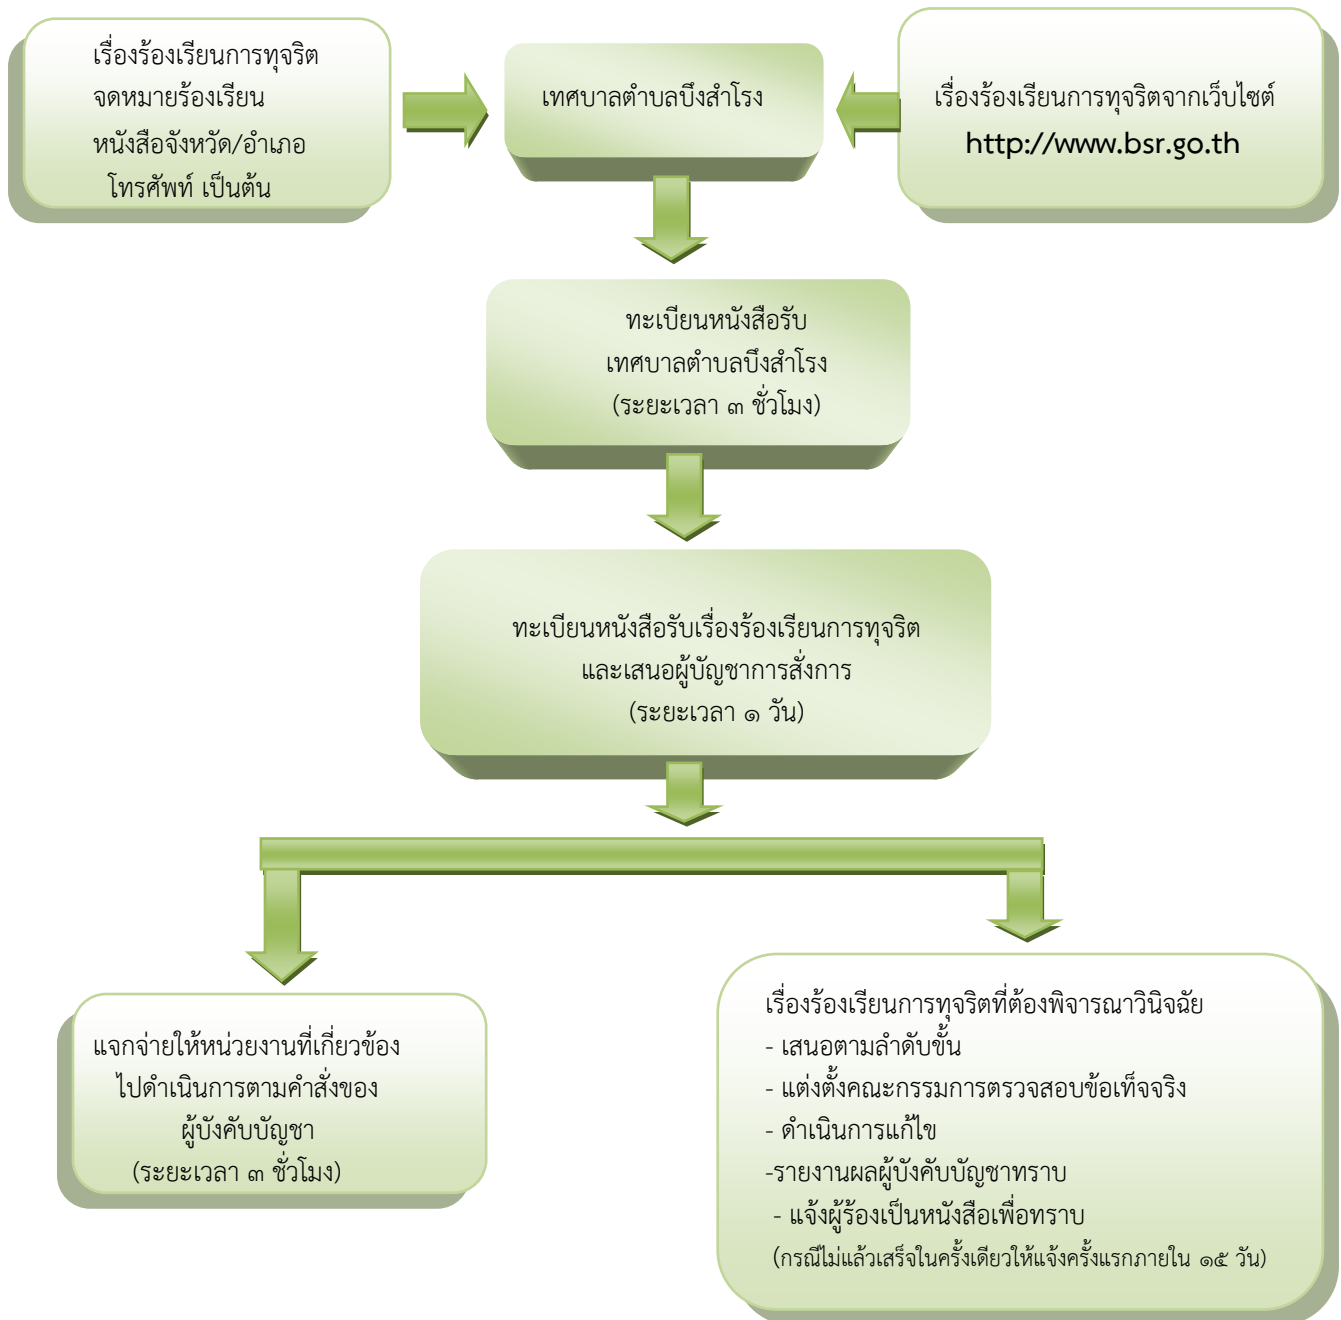 เรื่องร้องเรียนการทุจริต
จดหมายร้องเรียน
หนังสือจังหวัด/อำเภอ
โทรศัพท์ เป็นต้น
เทศบาลตำบลบึงสำโรง
เรื่องร้องเรียนการทุจริตจากเว็บไซต์
http://www.bsr.go.th
ทะเบียนหนังสือรับ
เทศบาลตำบลบึงสำโรง
(ระยะเวลา ๓ ชั่วโมง)
ทะเบียนหนังสือรับเรื่องร้องเรียนการทุจริต
และเสนอผู้บัญชาการสั่งการ
(ระยะเวลา ๑ วัน)
แจกจ่ายให้หน่วยงานที่เกี่ยวข้อง
ไปดำเนินการตามคำสั่งของ
ผู้บังคับบัญชา
(ระยะเวลา ๓ ชั่วโมง)
เรื่องร้องเรียนการทุจริตที่ต้องพิจารณาวินิจฉัย
- เสนอตามลำดับขั้น
- แต่งตั้งคณะกรรมการตรวจสอบข้อเท็จจริง
- ดำเนินการแก้ไข
-รายงานผลผู้บังคับบัญชาทราบ
- แจ้งผู้ร้องเป็นหนังสือเพื่อทราบ
(กรณีไม่แล้วเสร็จในครั้งเดียวให้แจ้งครั้งแรกภายใน ๑๕ วัน)